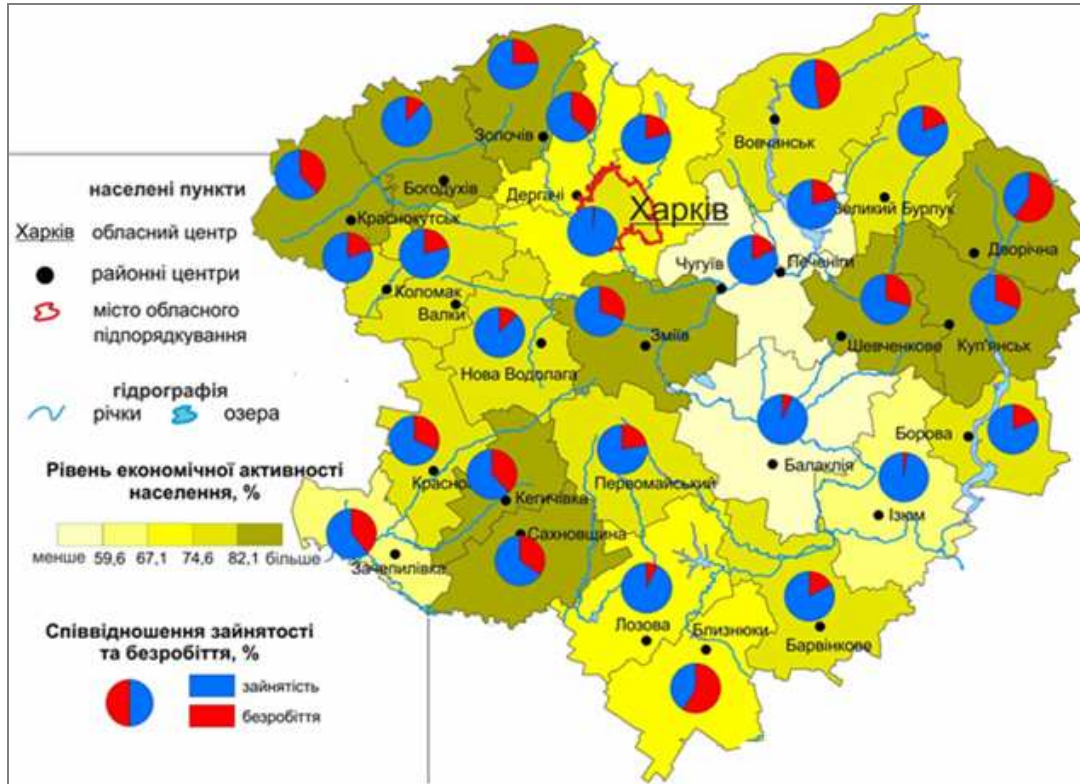 Золочів
Вовчанськ
населені пункти
Богодухів
Дергачі
Харків
Великий Бурлук
Харків обласний центр
Краснокутськ
Дворічна
районні центри
Чугуїв
Печеніги
Коломак
місто обласного
підпорядкування
Валки
Зміїв
Шевченкове
Куп'янськ
Нова Водолага
гідрографія
річки озера
Борова
Рівень економічної активності
населення, %
Балаклія
Красно
Первомайський
Кегичівка
Ізюм
менше 59,6 67,1 74,6 82,1 більше
Сахновщина
Зачепилівка
Співвідношення зайнятості
та безробіття, %
Лозова
Близнюки
Барвінкове
зайнятість
безробіття